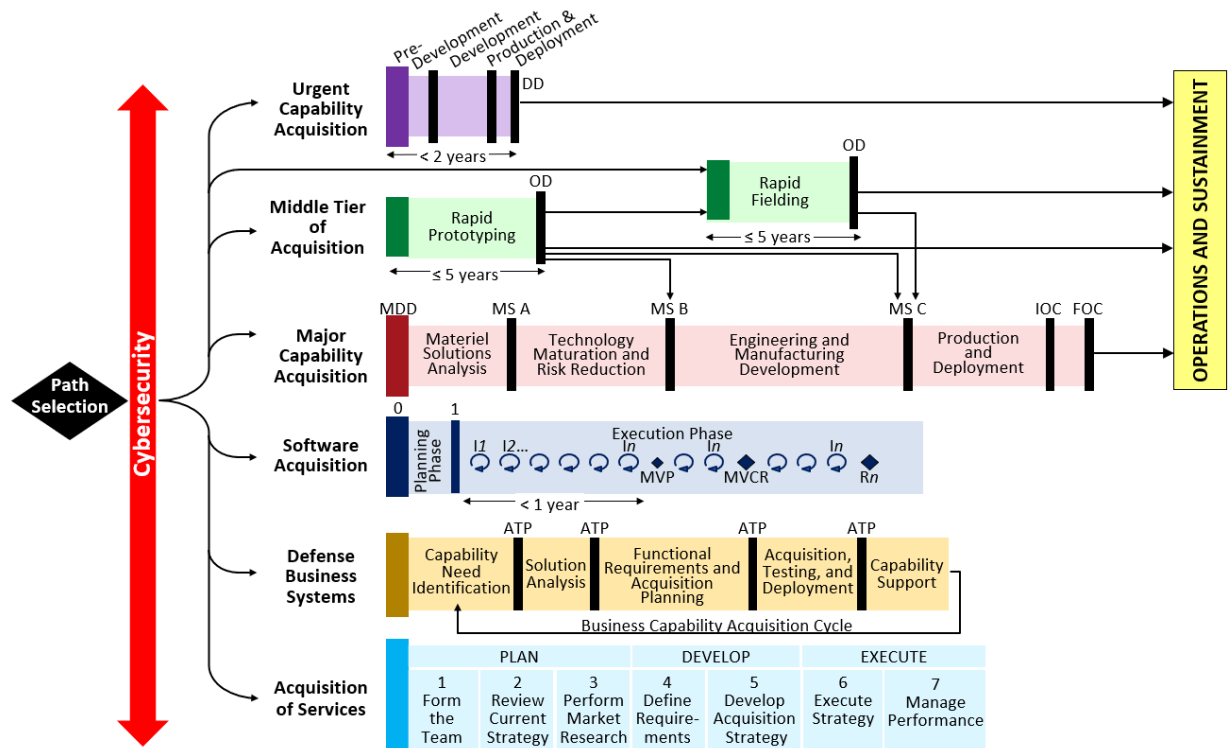 Pre-
Development
Development
Production &
Deployment
Urgent
Capability
Acquisition
DD
< 2 years
OD
Rapid
Fielding
≤ 5 years
Middle Tier
of
Acquisition
OD
Rapid
Prototyping
≤ 5 years
MDD
MS A
MS B
MS C
IOC
FOC
Major
Capability
Acquisition
Materiel
Solutions
Analysis
Technology
Maturation and
Risk Reduction
Engineering and
Manufacturing
Development
Production
and
Deployment
OPERATIONS AND SUSTAINMENT
Path
Selection
Cybersecurity
0
1
Software
Acquisition
Planning
Phase
Execution Phase
I1
I2...
In
In
In
MVP
MVCR
Rn
< 1 year
Defense
Business
Systems
ATP
ATP
ATP
ATP
Capability
Need
Identification
Solution
Analysis
Functional
Requirements and
Acquisition
Planning
Acquisition,
Testing, and
Deployment
Capability
Support
Business Capability Acquisition Cycle
Acquisition
of Services
PLAN
DEVELOP
EXECUTE
1
Form
the
Team
2
Review
Current
Strategy
3
Perform
Market
Research
4
Define
Require-
ments
5
Develop
Acquisition
Strategy
6
Execute
Strategy
7
Manage
Performance